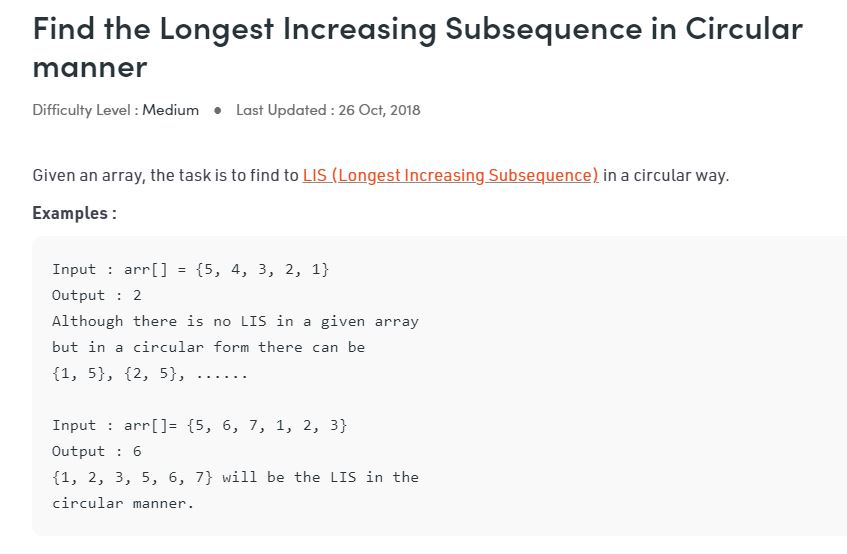 Find the Longest Increasing Subsequence in Circular
manner
Difficulty Level : Medium • Last Updated : 26 Oct, 2018
Given an array, the task is to find to LIS (Longest Increasing Subsequence) in a circular way.
Examples :
Input : arr[] = {5, 4, 3, 2, 1}
Output : 2
Although there is no LIS in a given array
but in a circular form there can be
{1, 5}, {2, 5}, ......
Input : arr[]= {5, 6, 7, 1, 2, 3}
Output : 6
{1, 2, 3, 5, 6, 7} will be the LIS in the
circular manner.